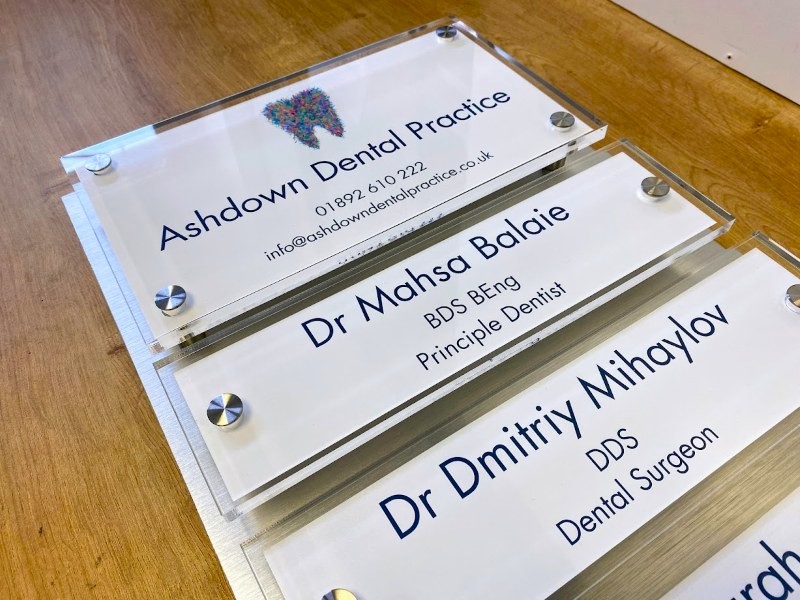 Ashdown Dental Practice
01892 610 222
info@ashdowndentalpractice.co.uk
Dr Mahsa Balaie
BDS BEng
Principle Dentist
Dr Dmitriy Mihaylov
DDS
Dental Surgeon